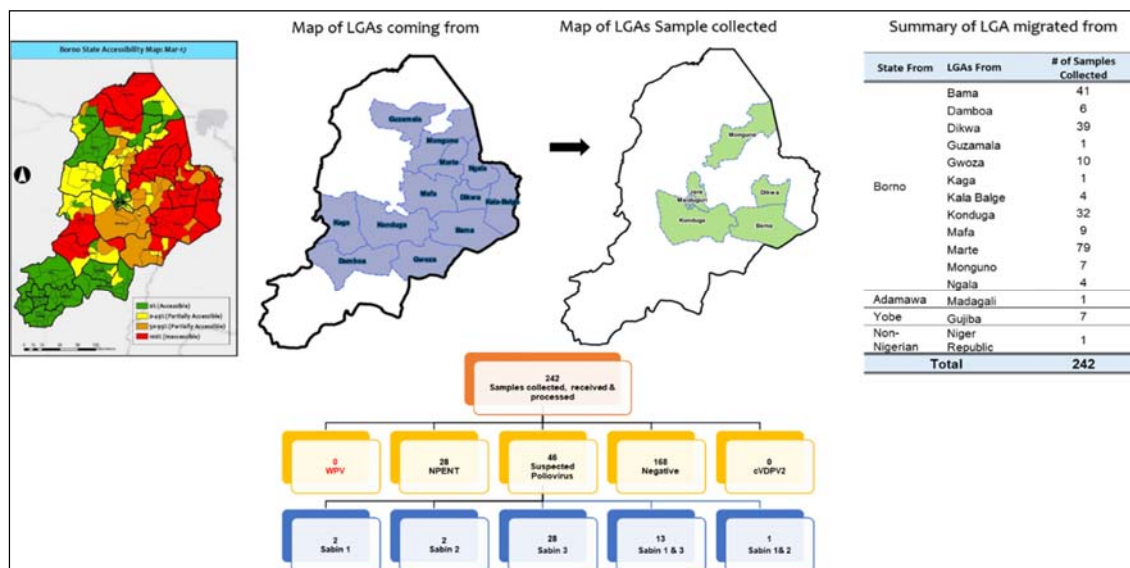 Borno State Accessibility Map: Mar-17
0% (Accessible)
100% (Inaccessible)
Map of LGAs coming from
Guzamala
Monguno
Marte
Ngala
Mafa
Dikwa
Kala-Balge
Kaga
Konduga
Bama
Damboa
Gwoza
Map of LGAs Sample collected
Monguno
Jere
Maiduguri
Dikwa
Konduga
Summary of LGA migrated from
State From LGAs From # of Samples Collected
Borno
Bama 41
Damboa 6
Dikwa 39
Guzamala 1
Gwoza 10
Kaga 1
Kala Balge 4
Konduga 32
Mafa 9
Marte 79
Monguno 7
Ngala 4
Adamawa Madagali 1
Yobe Gujiba 7
Non-Nigerian Niger Republic 1
Total 242
242
Samples collected, received &
processed
0
WPV
28
NPENT
46
Suspected
Poliovirus
168
Negative
0
cVDPV2
2
Sabin 1
2
Sabin 2
28
Sabin 3
13
Sabin 1 & 3
1
Sabin 1& 2